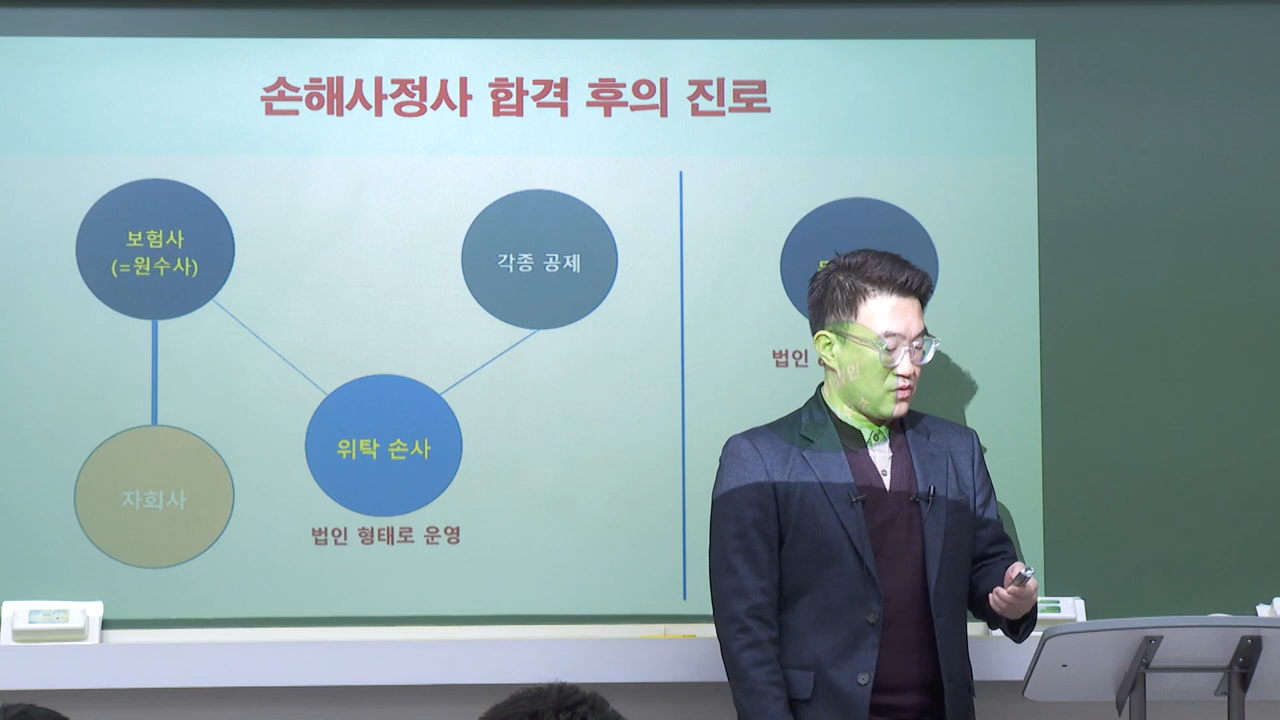 손해사정사 합격 후의 진로
보험사
(=원수사)
각종 공제
법인
위탁 손사
자회사
법인 형태로 운영